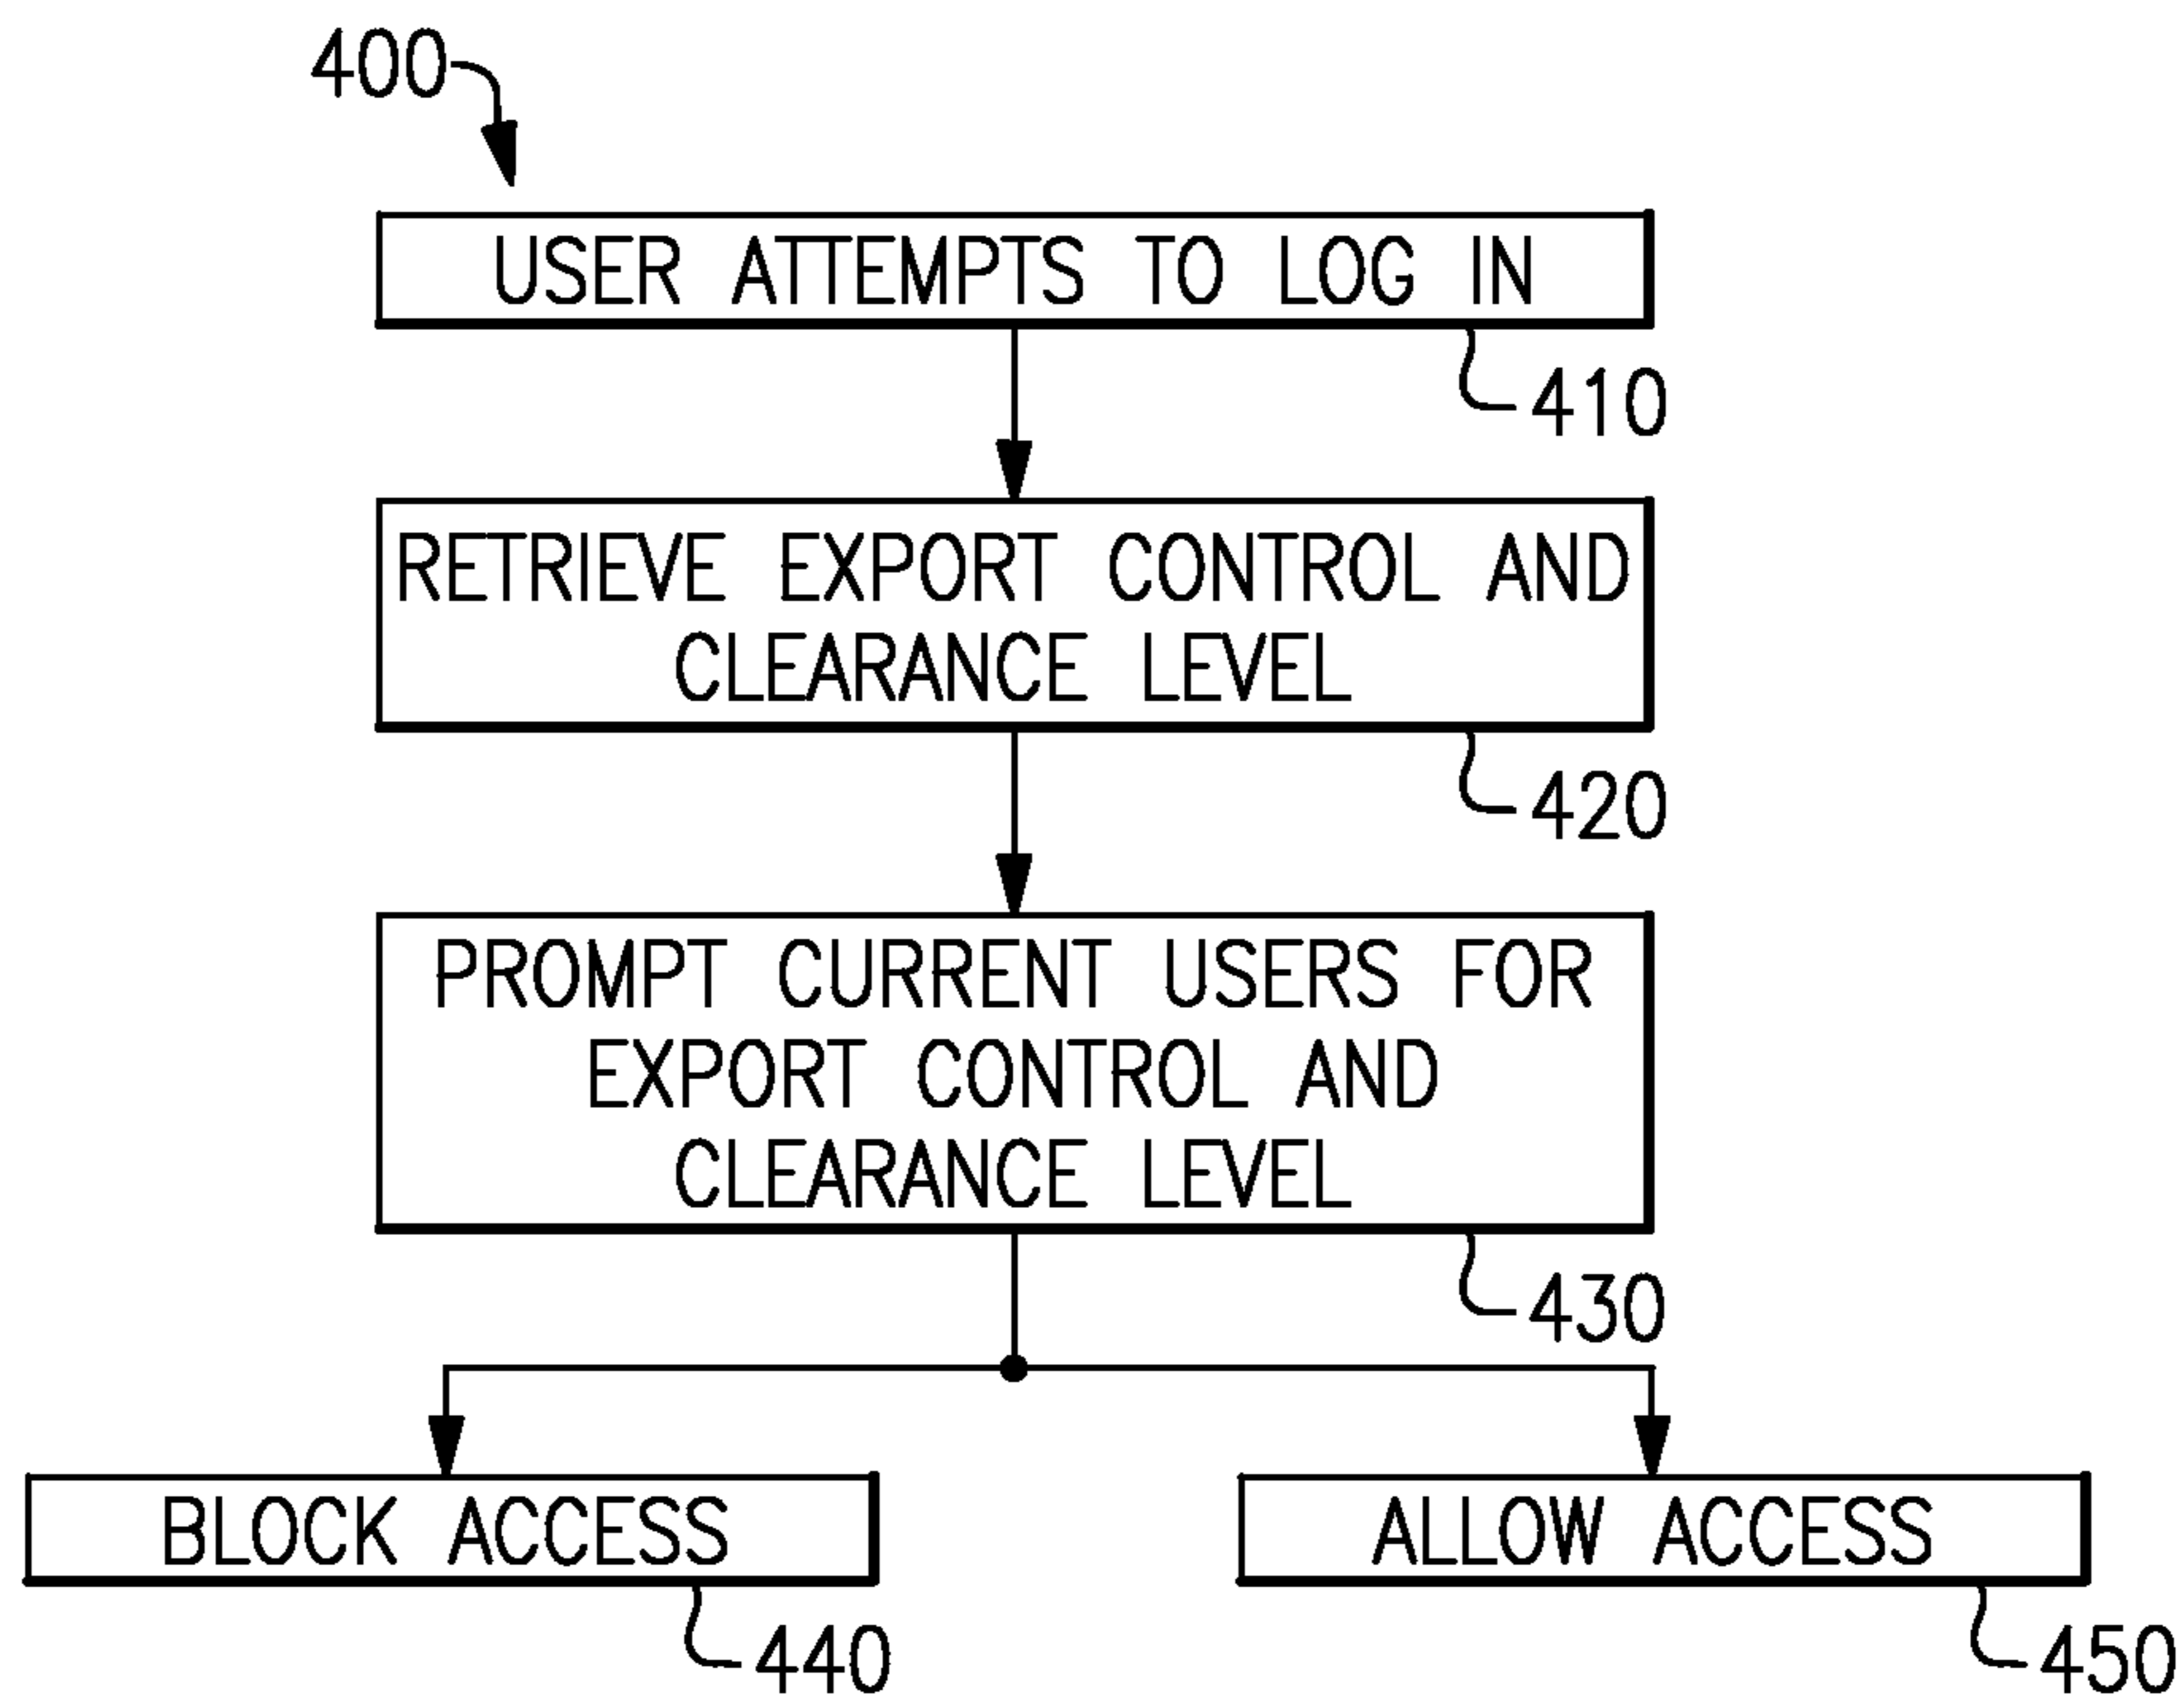 400
USER ATTEMPTS TO LOG IN
410
RETRIEVE EXPORT CONTROL AND
CLEARANCE LEVEL
420
PROMPT CURRENT USERS FOR
EXPORT CONTROL AND
CLEARANCE LEVEL
430
BLOCK ACCESS
ALLOW ACCESS
440
450